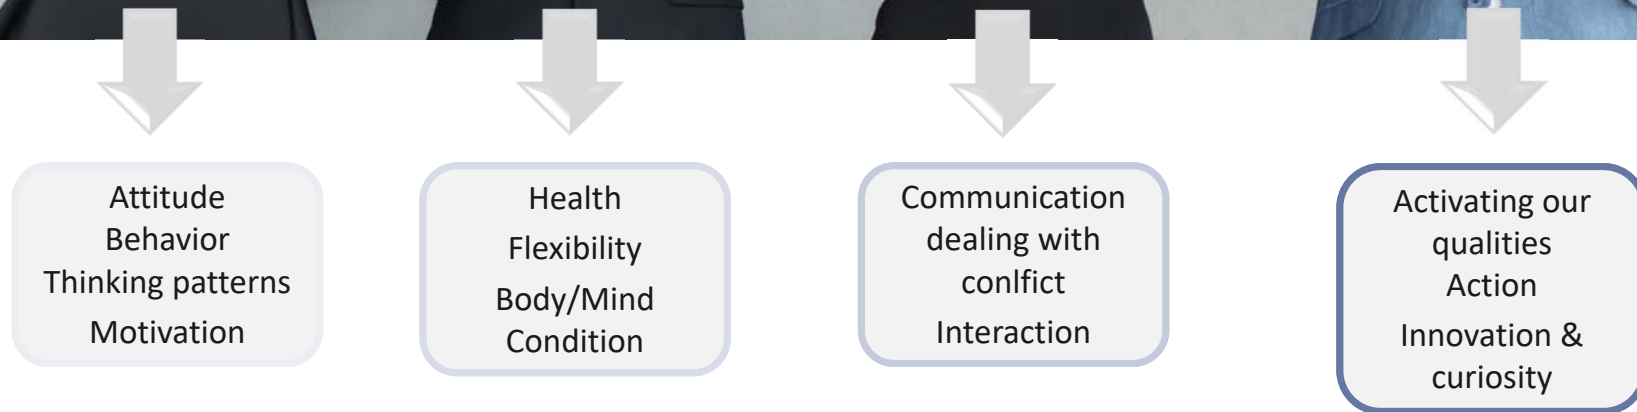 Attitude
Behavior
Thinking patterns
Motivation
Health
Flexibility
Body/Mind
Condition
Communication
dealing with
conlfict
Interaction
Activating our
qualities
Action
Innovation &
curiosity